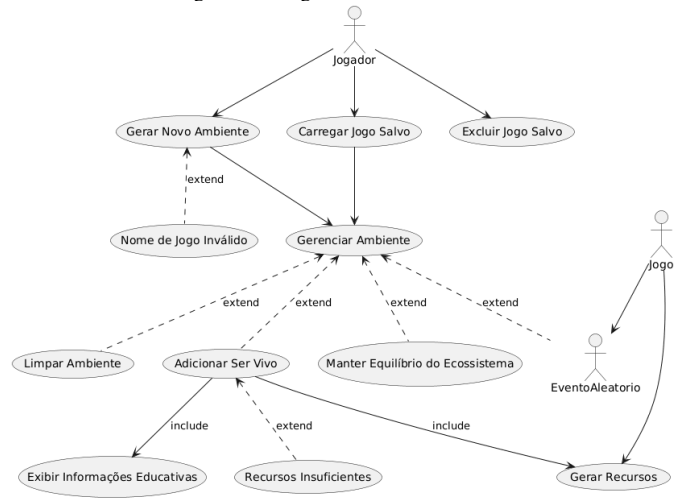 Jogador
Gerar Novo Ambiente
Carregar Jogo Salvo
Excluir Jogo Salvo
extend
Nome de Jogo Inválido
Gerenciar Ambiente
Jogo
extend
extend
extend
extend
Limpar Ambiente
Adicionar Ser Vivo
Manter Equilíbrio do Ecossistema
EventoAleatorio
include
extend
include
Exibir Informações Educativas
Recursos Insuficientes
Gerar Recursos